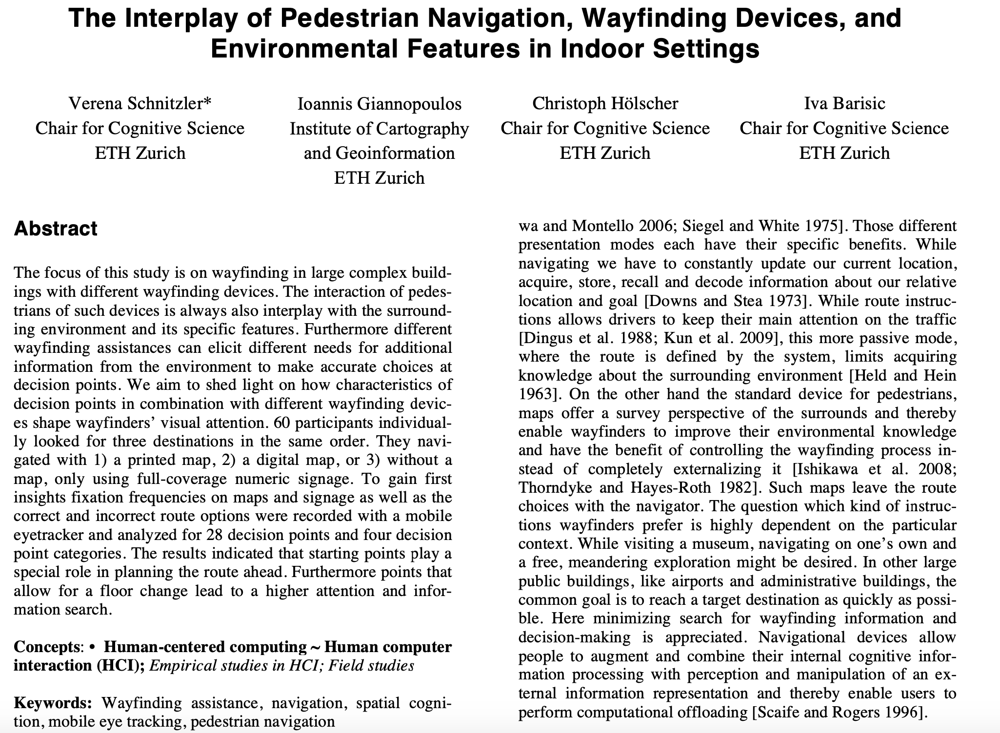 The Interplay of Pedestrian Navigation, Wayfinding Devices, and
Environmental Features in Indoor Settings
Verena Schnitzler*
Chair for Cognitive Science
ETH Zurich
Ioannis Giannopoulos
Institute of Cartography
and Geoinformation
ETH Zurich
Christoph Hölscher
Chair for Cognitive Science
ETH Zurich
Iva Barisic
Chair for Cognitive Science
ETH Zurich
Abstract
The focus of this study is on wayfinding in large complex build-
ings with different wayfinding devices. The interaction of pedes-
trians of such devices is always also interplay with the surround-
ing environment and its specific features. Furthermore different
wayfinding assistances can elicit different needs for additional
information from the environment to make accurate choices at
decision points. We aim to shed light on how characteristics of
decision points in combination with different wayfinding devic-
es shape wayfinders’ visual attention. 60 participants individual-
ly looked for three destinations in the same order. They navi-
gated with 1) a printed map, 2) a digital map, or 3) without a
map, only using full-coverage numeric signage. To gain first
insights fixation frequencies on maps and signage as well as the
correct and incorrect route options were recorded with a mobile
eyetracker and analyzed for 28 decision points and four decision
point categories. The results indicated that starting points play a
special role in planning the route ahead. Furthermore points that
allow for a floor change lead to a higher attention and infor-
mation search.
Concepts: • Human-centered computing ~ Human computer
interaction (HCI); Empirical studies in HCI; Field studies
Keywords: Wayfinding assistance, navigation, spatial cogni-
tion, mobile eye tracking, pedestrian navigation
wa and Montello 2006; Siegel and White 1975]. Those different
presentation modes each have their specific benefits. While
navigating we have to constantly update our current location,
acquire, store, recall and decode information about our relative
location and goal [Downs and Stea 1973]. While route instruc-
tions allows drivers to keep their main attention on the traffic
[Dingus et al. 1988; Kun et al. 2009], this more passive mode,
where the route is defined by the system, limits acquiring
knowledge about the surrounding environment [Held and Hein
1963]. On the other hand the standard device for pedestrians,
maps offer a survey perspective of the surrounds and thereby
enable wayfinders to improve their environmental knowledge
and have the benefit of controlling the wayfinding process in-
stead of completely externalizing it [Ishikawa et al. 2008;
Thorndyke and Hayes-Roth 1982]. Such maps leave the route
choices with the navigator. The question which kind of instruc-
tions wayfinders prefer is highly dependent on the particular
context. While visiting a museum, navigating on one’s own and
a free, meandering exploration might be desired. In other large
public buildings, like airports and administrative buildings, the
common goal is to reach a target destination as quickly as possi-
ble. Here minimizing search for wayfinding information and
decision-making is appreciated. Navigational devices allow
people to augment and combine their internal cognitive infor-
mation processing with perception and manipulation of an ex-
ternal information representation and thereby enable users to
perform computational offloading [Scaife and Rogers 1996].